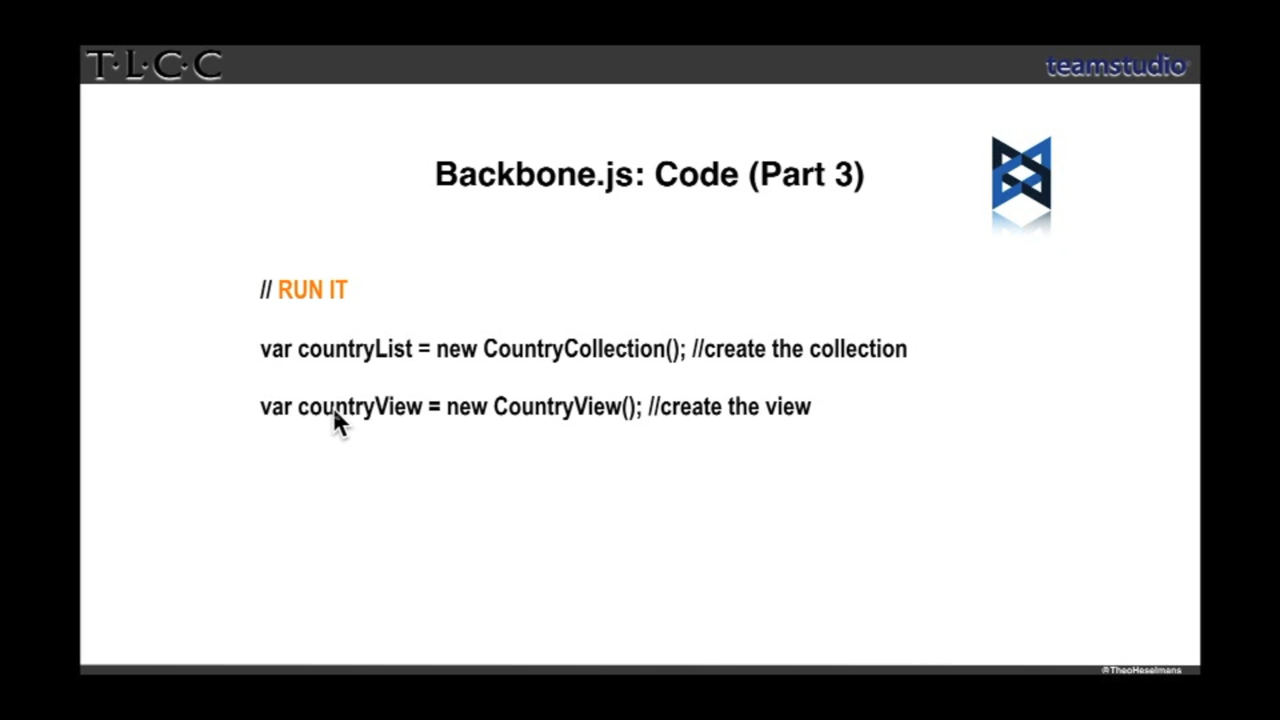 T·L·C·C
teamstudio
Backbone.js: Code (Part 3)
// RUN IT
var countryList = new CountryCollection(); //create the collection
var countryView = new CountryView(); //create the view
@TheoHeselmans